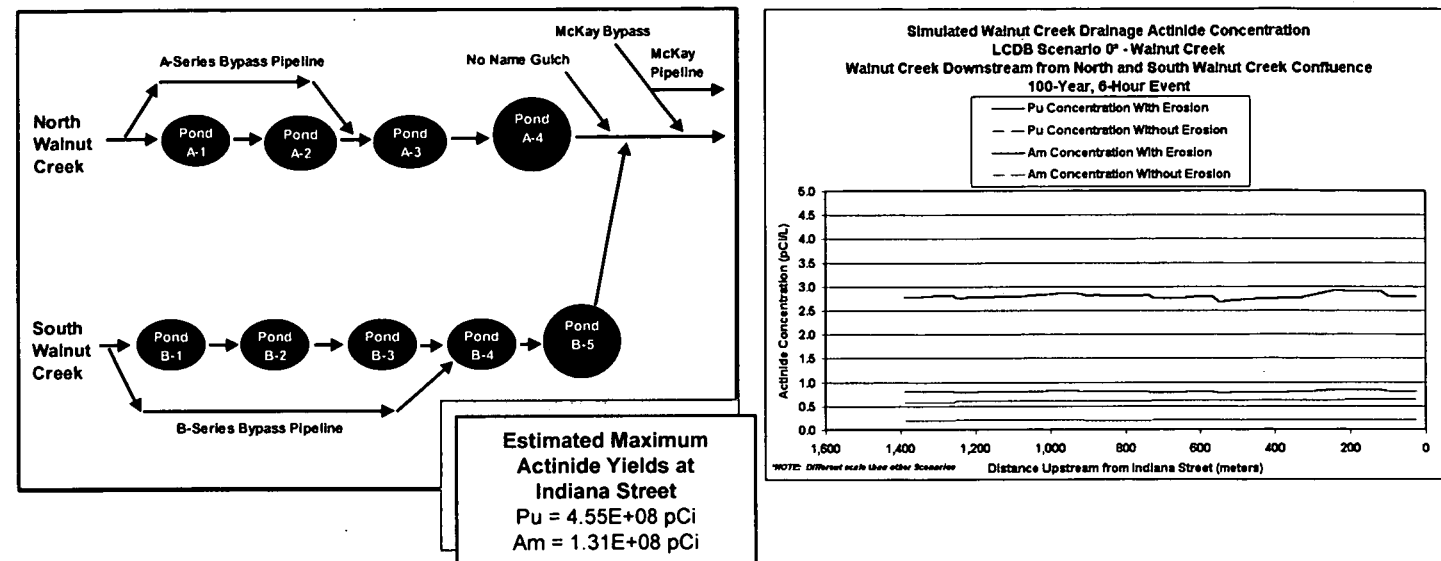 McKay Bypass
A-Series Bypass Pipeline
No Name Gulch
McKay
Pipeline
North
Walnut
Creek
Pond
A-1
Pond
A-2
Pond
A-3
Pond
A-4
South
Walnut
Creek
Pond
B-1
Pond
B-2
Pond
B-3
Pond
B-4
Pond
B-5
B-Series Bypass Pipeline
Estimated Maximum
Actinide Yields at
Indiana Street
Pu = 4.55E+08 pCi
Am = 1.31E+08 pCi
Simulated Walnut Creek Drainage Actinide Concentration
LCDB Scenario 0* - Walnut Creek
Walnut Creek Downstream from North and South Walnut Creek Confluence
100-Year, 6-Hour Event
Pu Concentration With Erosion
Pu Concentration Without Erosion
Am Concentration With Erosion
Am Concentration Without Erosion
Actinide Concentration (pCi/L)
5.0
4.5
4.0
3.5
3.0
2.5
2.0
1.5
1.0
0.5
0.0
1,600
1,400
1,200
1,000
800
600
400
200
0
*NOTE: Different scale than other Scenarios
Distance Upstream from Indiana Street (meters)